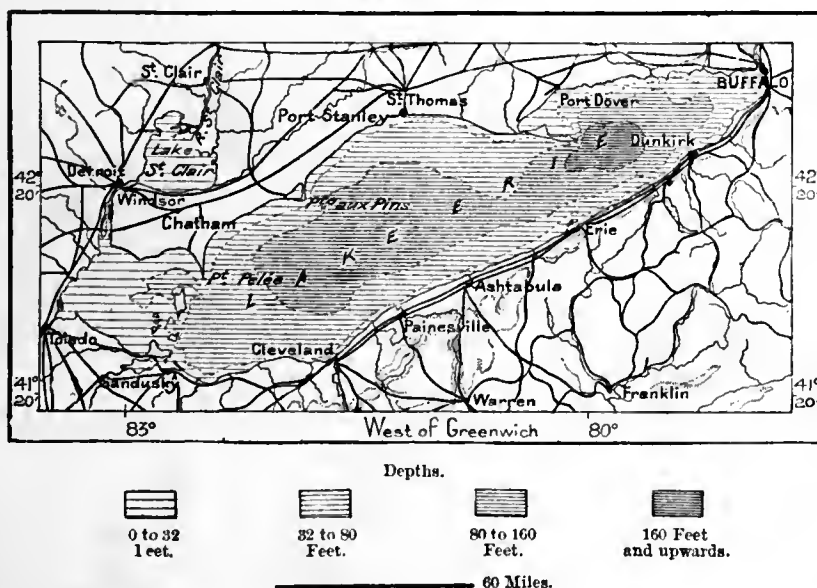 St. Clair
BUFFALO
St. Thomas
Port Stanley
Port Dover
Lake
St. Clair
Dunkirk
Detroit
42°
20'
42°
20'
Windsor
Pte aux Pins
Chatham
Erie
Pt. Pelée
LAKE ERIE
Ashtabula
Painesville
Toledo
Cleveland
Sandusky
41°
20'
41°
20'
Warren
Franklin
83°
West of Greenwich
80°
Depths.
0 to 32
Feet.
32 to 80
Feet.
80 to 160
Feet.
160 Feet
and upwards.
60 Miles.